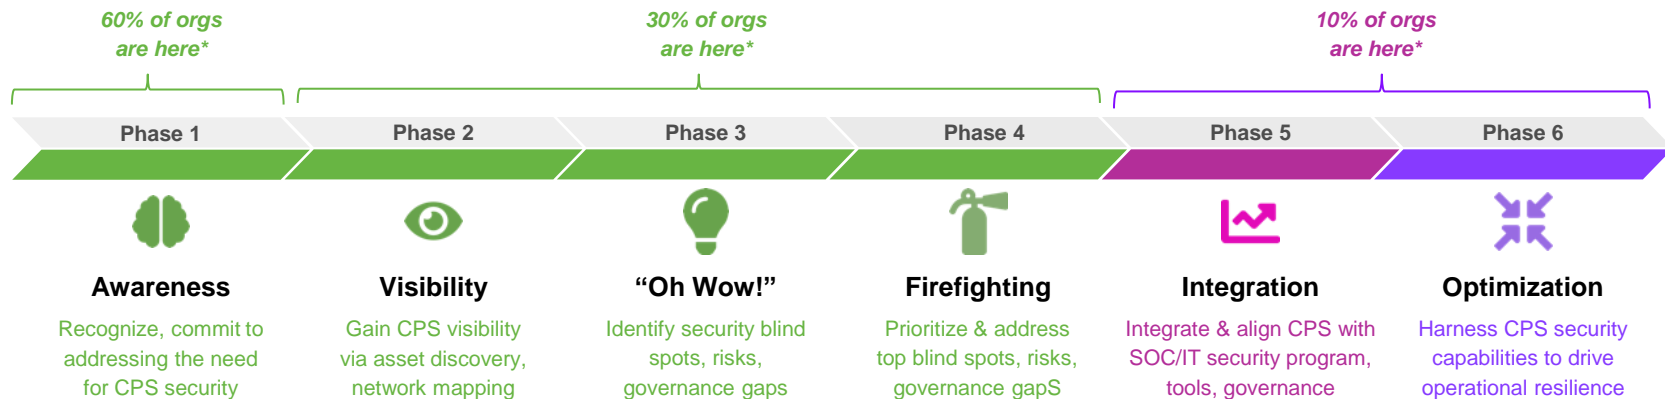 60% of orgs
are here*
30% of orgs
are here*
10% of orgs
are here*
Phase 1
Phase 2
Phase 3
Phase 4
Phase 5
Phase 6
Awareness
Recognize, commit to
addressing the need
for CPS security
Visibility
Gain CPS visibility
via asset discovery,
network mapping
“Oh Wow!”
Identify security blind
spots, risks,
governance gaps
Firefighting
Prioritize & address
top blind spots, risks,
governance gapS
Integration
Integrate & align CPS with
SOC/IT security program,
tools, governance
Optimization
Harness CPS security
capabilities to drive
operational resilience